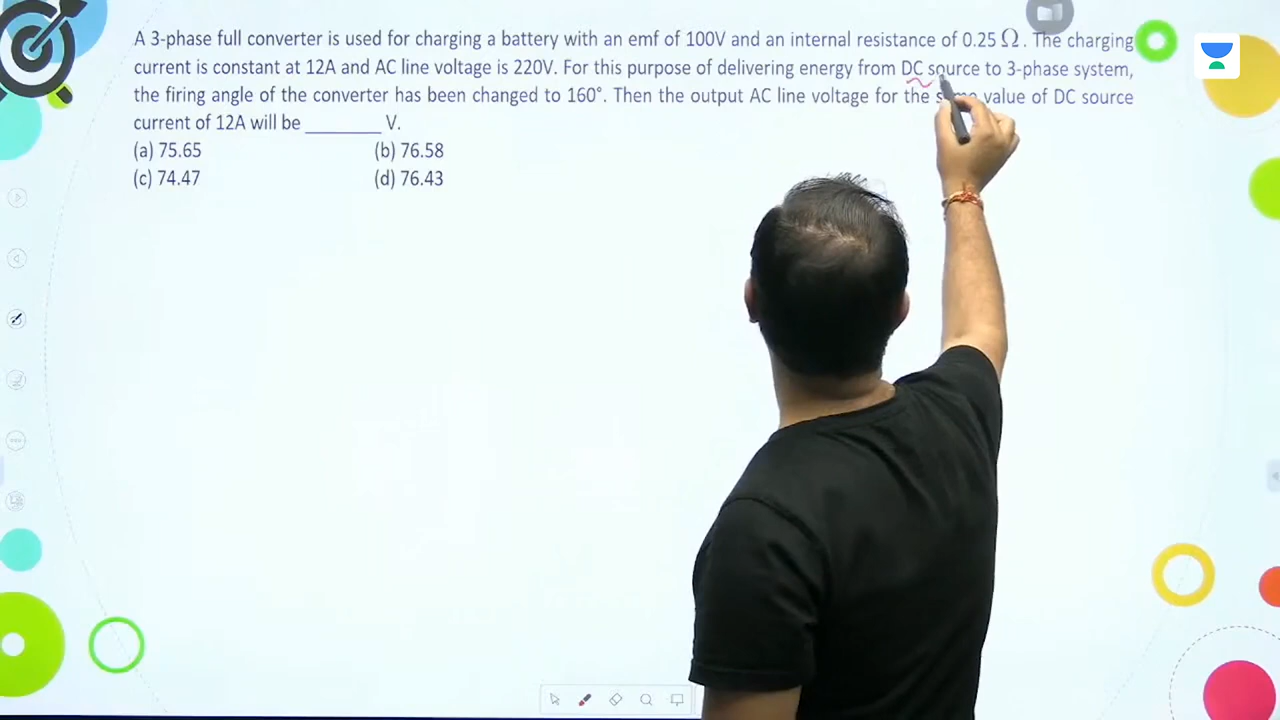 A 3-phase full converter is used for charging a battery with an emf of 100V and an internal resistance of 0.25 Ω. The charging
current is constant at 12A and AC line voltage is 220V. For this purpose of delivering energy from DC source to 3-phase system,
the firing angle of the converter has been changed to 160°. Then the output AC line voltage for the value of DC source
current of 12A will be ________ V.
(a) 75.65 (b) 76.58
(c) 74.47 (d) 76.43